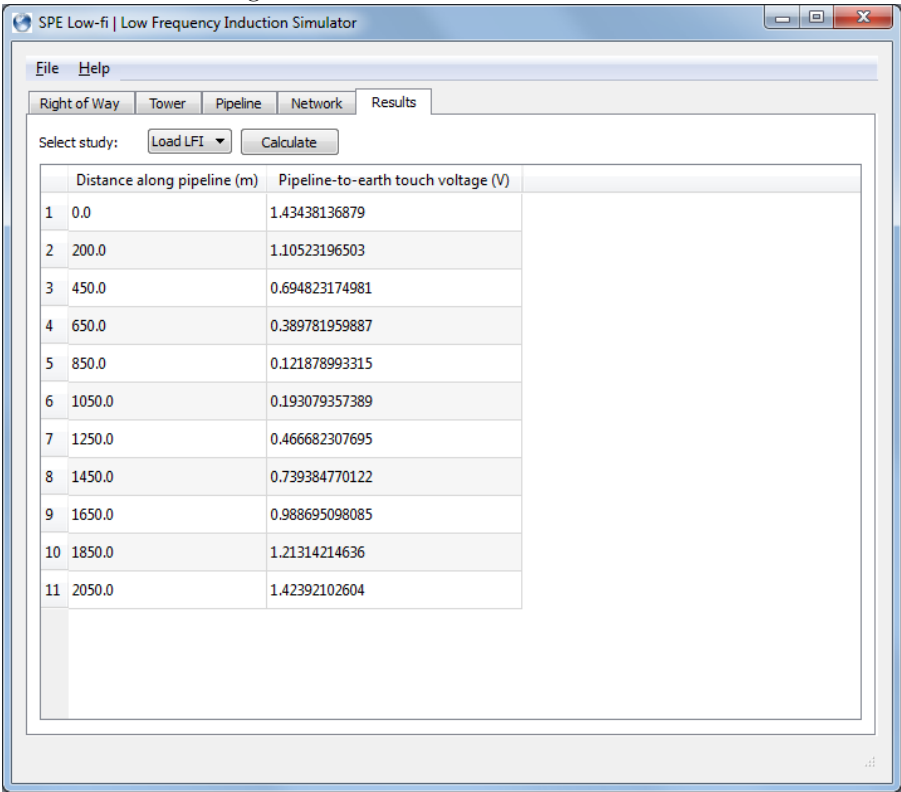 SPE Low-fi | Low Frequency Induction Simulator
File Help
Right of Way Tower Pipeline Network Results
Select study: Load LFI Calculate
Distance along pipeline (m) Pipeline-to-earth touch voltage (V)
1 0.0 1.43438136879
2 200.0 1.10523196503
3 450.0 0.694823174981
4 650.0 0.389781959887
5 850.0 0.121878993315
6 1050.0 0.193079357389
7 1250.0 0.466682307695
8 1450.0 0.739384770122
9 1650.0 0.988695098085
10 1850.0 1.21314214636
11 2050.0 1.42392102604